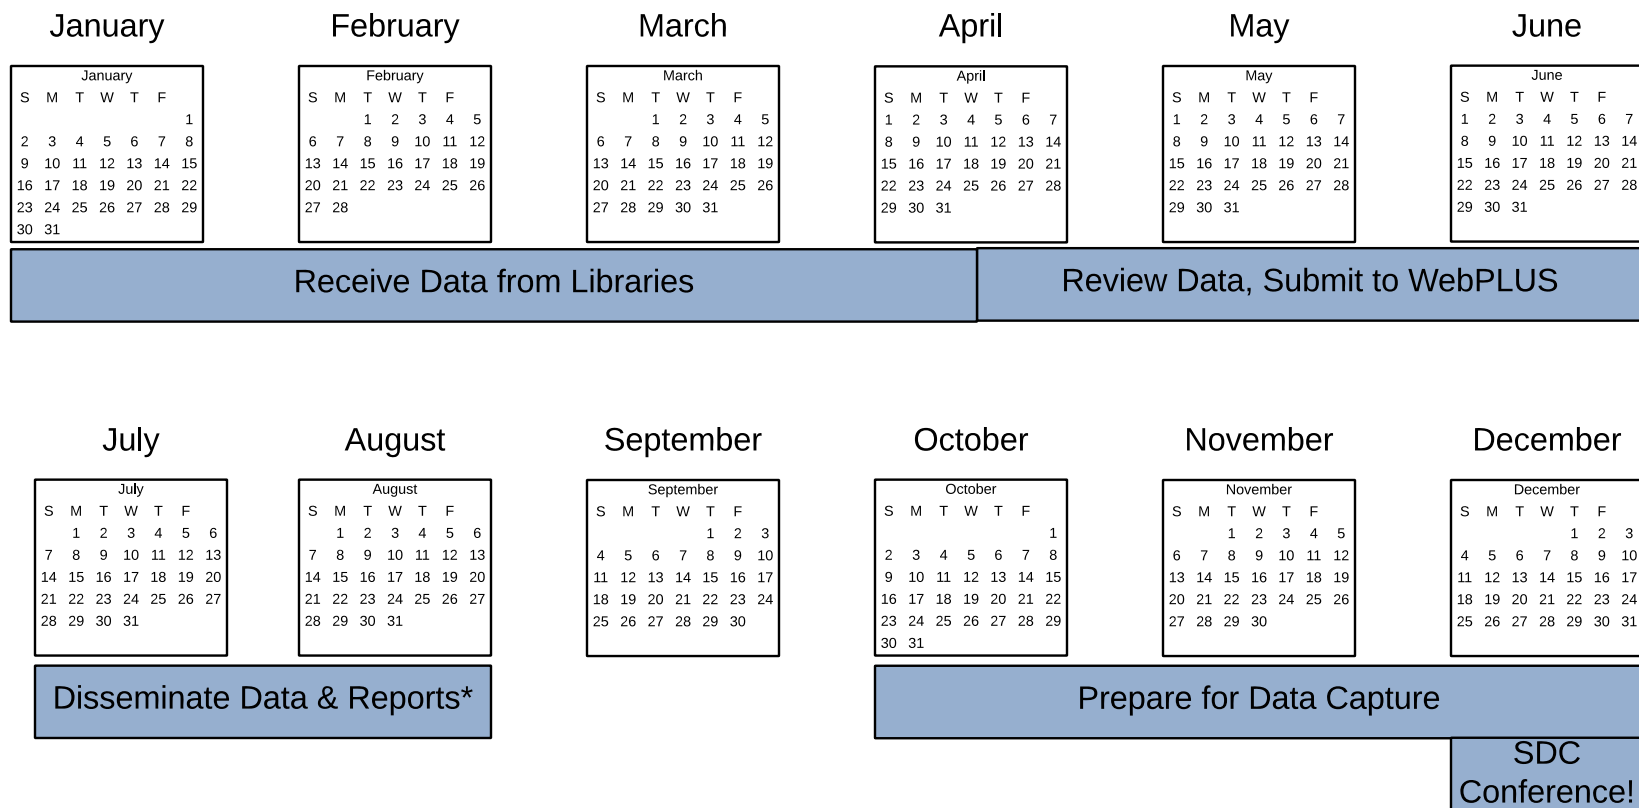 January February March April May June
January
S M T W T F
1
2 3 4 5 6 7 8
9 10 11 12 13 14 15
16 17 18 19 20 21 22
23 24 25 26 27 28 29
30 31
February
S M T W T F
1 2 3 4 5
6 7 8 9 10 11 12
13 14 15 16 17 18 19
20 21 22 23 24 25 26
27 28
March
S M T W T F
1 2 3 4 5
6 7 8 9 10 11 12
13 14 15 16 17 18 19
20 21 22 23 24 25 26
27 28 29 30 31
April
S M T W T F
1 2 3 4 5 6 7
8 9 10 11 12 13 14
15 16 17 18 19 20 21
22 23 24 25 26 27 28
29 30 31
May
S M T W T F
1 2 3 4 5 6 7
8 9 10 11 12 13 14
15 16 17 18 19 20 21
22 23 24 25 26 27 28
29 30 31
June
S M T W T F
1 2 3 4 5 6 7
8 9 10 11 12 13 14
15 16 17 18 19 20 21
22 23 24 25 26 27 28
29 30 31
Receive Data from Libraries
Review Data, Submit to WebPLUS
July August September October November December
July
S M T W T F
1 2 3 4 5 6
7 8 9 10 11 12 13
14 15 16 17 18 19 20
21 22 23 24 25 26 27
28 29 30 31
August
S M T W T F
1 2 3 4 5 6
7 8 9 10 11 12 13
14 15 16 17 18 19 20
21 22 23 24 25 26 27
28 29 30 31
September
S M T W T F
1 2 3
4 5 6 7 8 9 10
11 12 13 14 15 16 17
18 19 20 21 22 23 24
25 26 27 28 29 30
October
S M T W T F
1
2 3 4 5 6 7 8
9 10 11 12 13 14 15
16 17 18 19 20 21 22
23 24 25 26 27 28 29
30 31
November
S M T W T F
1 2 3 4 5
6 7 8 9 10 11 12
13 14 15 16 17 18 19
20 21 22 23 24 25 26
27 28 29 30
December
S M T W T F
1 2 3
4 5 6 7 8 9 10
11 12 13 14 15 16 17
18 19 20 21 22 23 24
25 26 27 28 29 30 31
Disseminate Data & Reports*
Prepare for Data Capture
SDC
Conference!